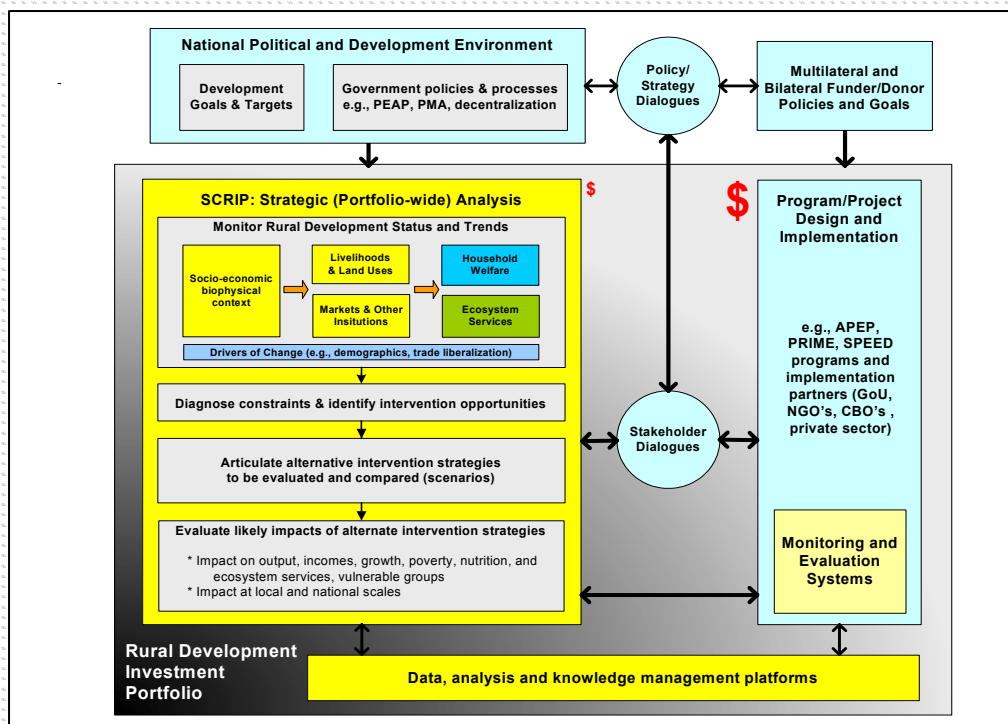 National Political and Development Environment
Development
Goals & Targets
Government policies & processes
e.g., PEAP, PMA, decentralization
Policy/
Strategy
Dialogues
Multilateral and
Bilateral Funder/Donor
Policies and Goals
-
SCRIP: Strategic (Portfolio-wide) Analysis
$
$
Monitor Rural Development Status and Trends
Socio-economic
biophysical
context
Livelihoods
& Land Uses
Markets & Other
Insitutions
Household
Welfare
Ecosystem
Services
Drivers of Change (e.g., demographics, trade liberalization)
Diagnose constraints & identify intervention opportunities
Articulate alternative intervention strategies
to be evaluated and compared (scenarios)
Evaluate likely impacts of alternate intervention strategies
* Impact on output, incomes, growth, poverty, nutrition, and
ecosystem services, vulnerable groups
* Impact at local and national scales
Stakeholder
Dialogues
Program/Project
Design and
Implementation
e.g., APEP,
PRIME, SPEED
programs and
implementation
partners (GoU,
NGO's, CBO's ,
private sector)
Monitoring and
Evaluation
Systems
Rural Development
Investment
Portfolio
Data, analysis and knowledge management platforms